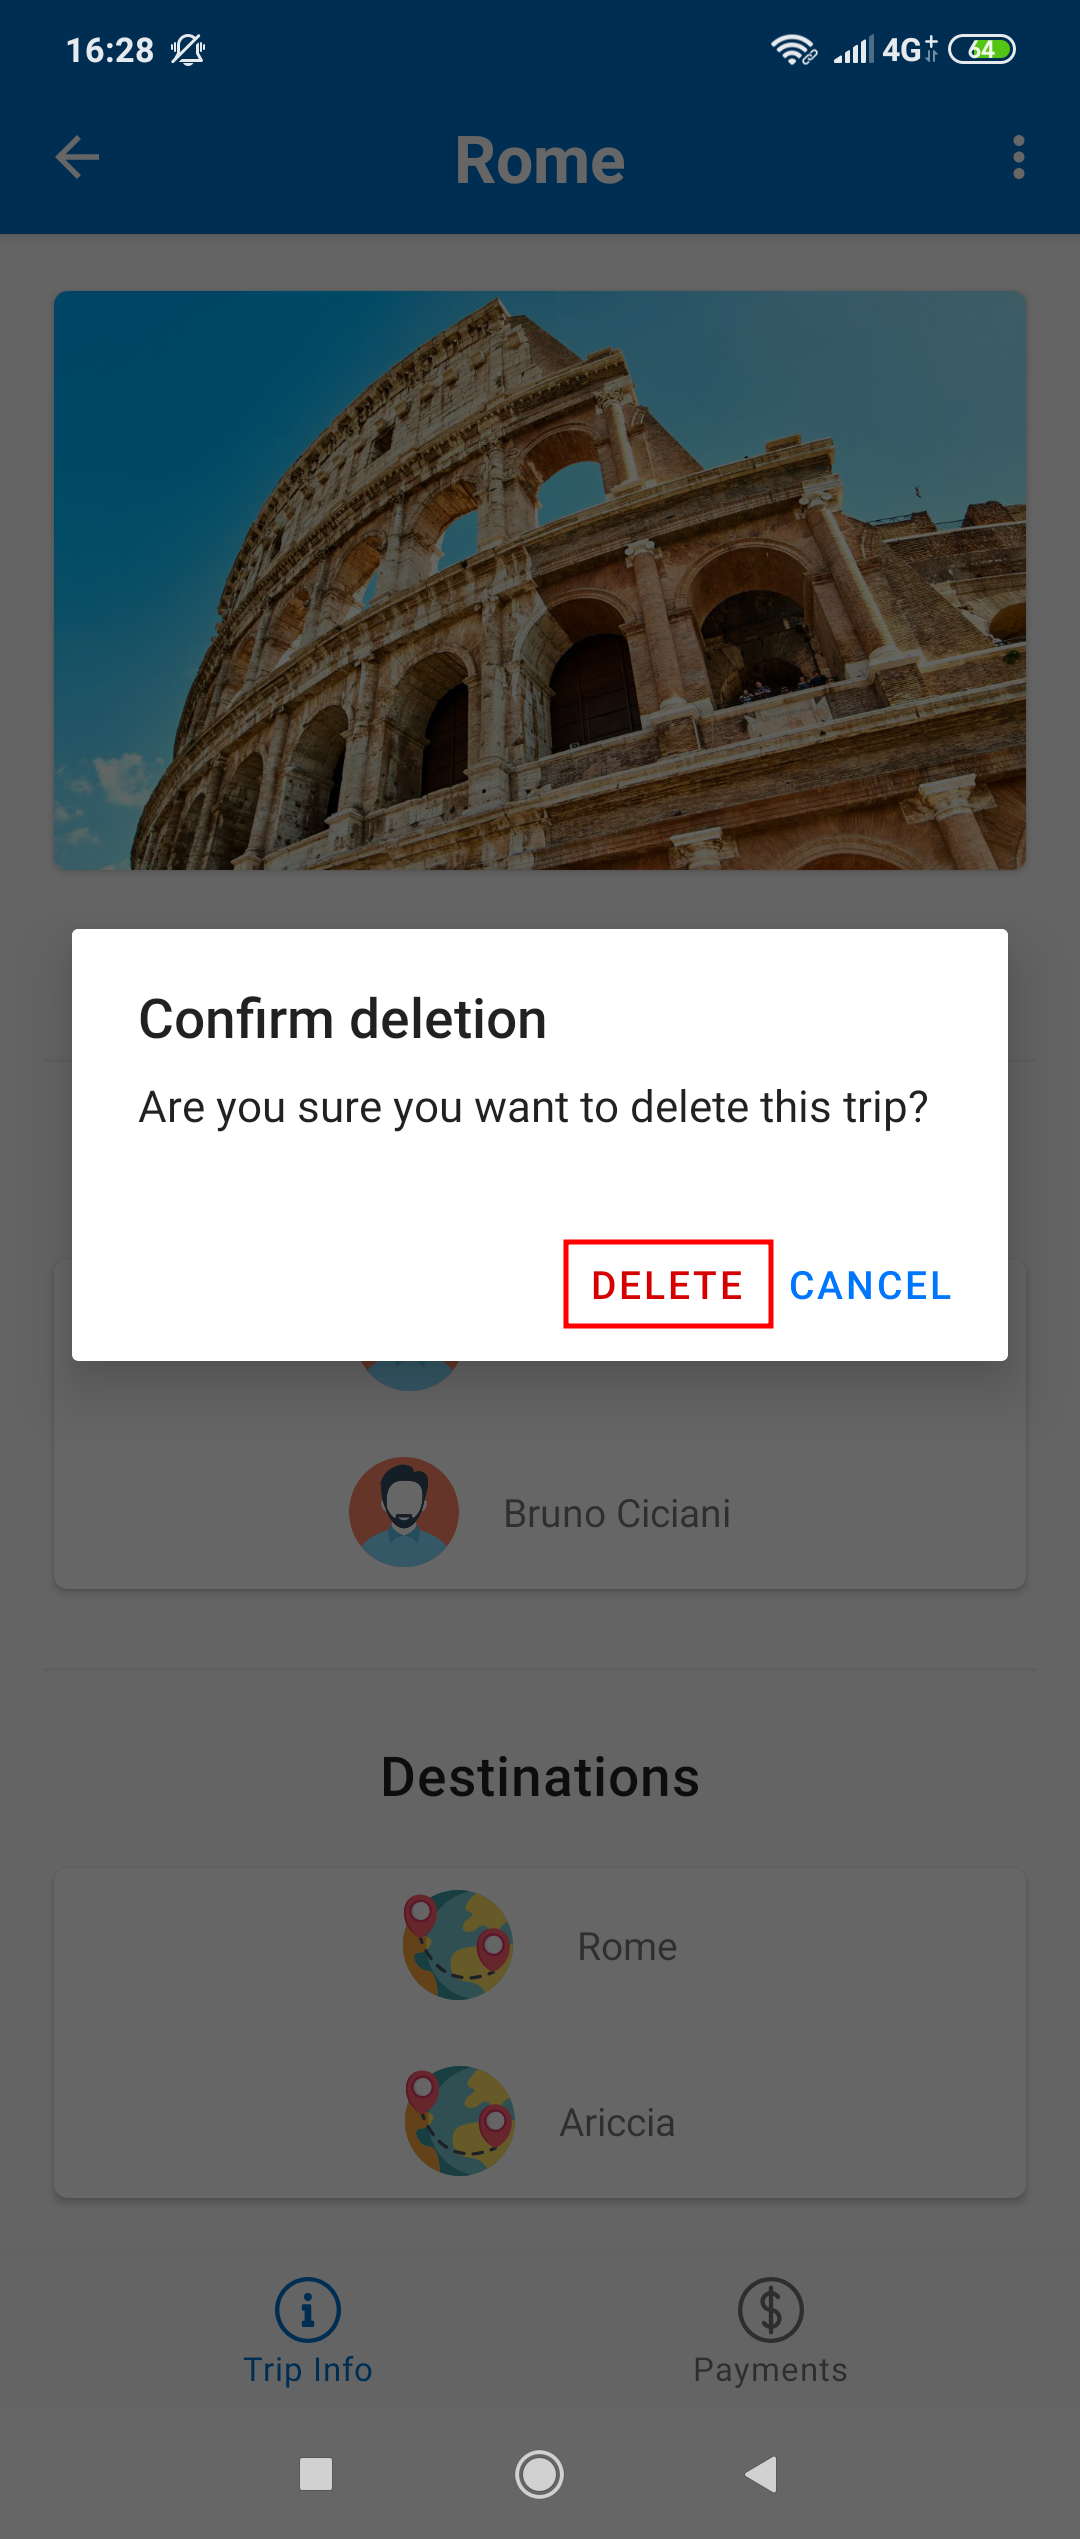 16:28 4G+ 64
Rome
Confirm deletion
Are you sure you want to delete this trip?
DELETE CANCEL
Bruno Ciciani
Destinations
Rome
Ariccia
Trip Info Payments